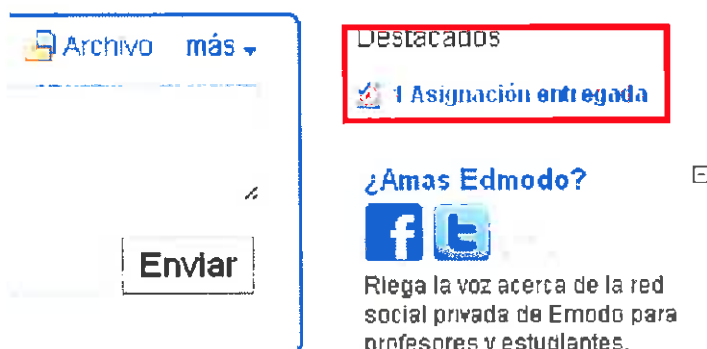 Archivo más
Enviar
Destacados
1 Asignación entregada
¿Amas Edmodo?
Riega la voz acerca de la red
social privada de Emodo para
profesores y estudiantes.